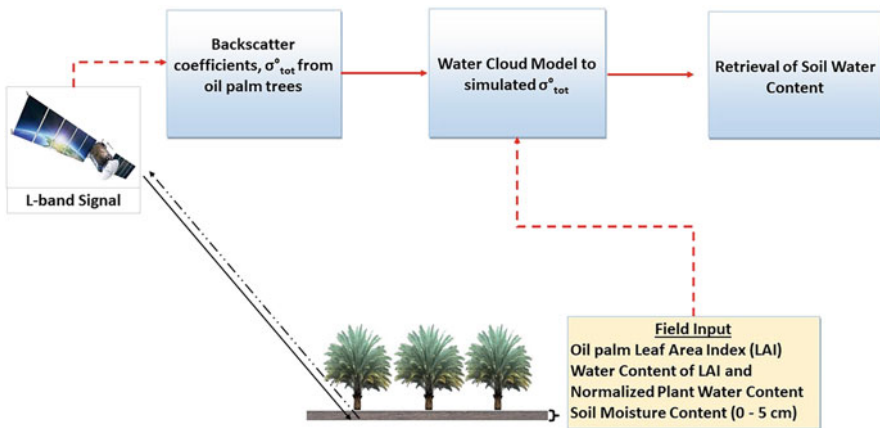 Backscatter
coefficients, σ°tot from
oil palm trees
Water Cloud Model to
simulated σ°tot
Retrieval of Soil Water
Content
L-band Signal
Field Input
Oil palm Leaf Area Index (LAI)
Water Content of LAI and
Normalized Plant Water Content
Soil Moisture Content (0 - 5 cm)